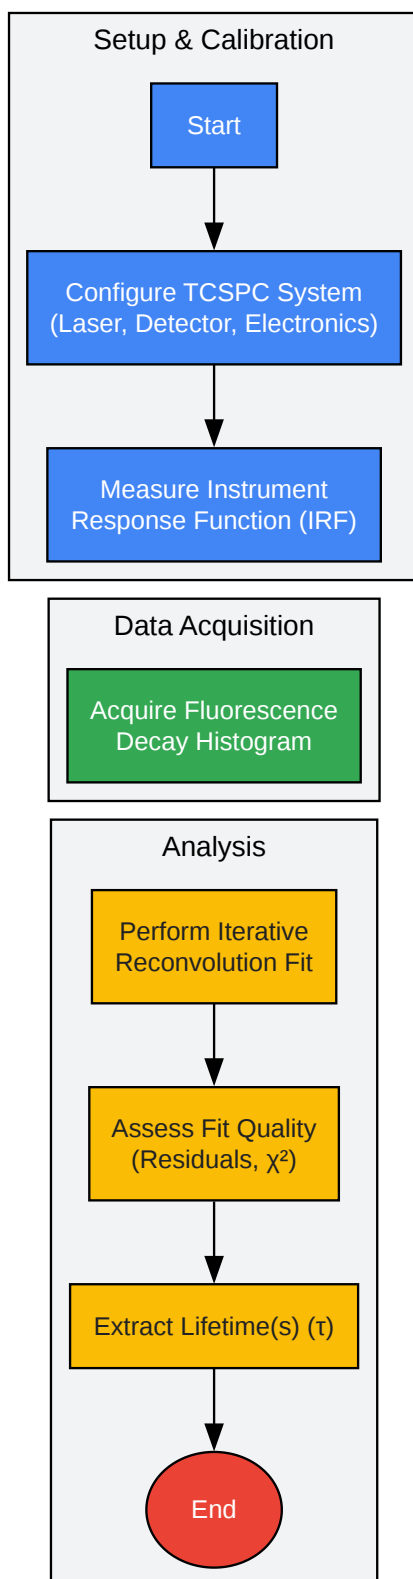 Setup & Calibration
Start
Configure TCSPC System
(Laser, Detector, Electronics)
Measure Instrument
Response Function (IRF)
Data Acquisition
Acquire Fluorescence
Decay Histogram
Analysis
Perform Iterative
Reconvolution Fit
Assess Fit Quality
(Residuals, χ²)
Extract Lifetime(s) (τ)
End